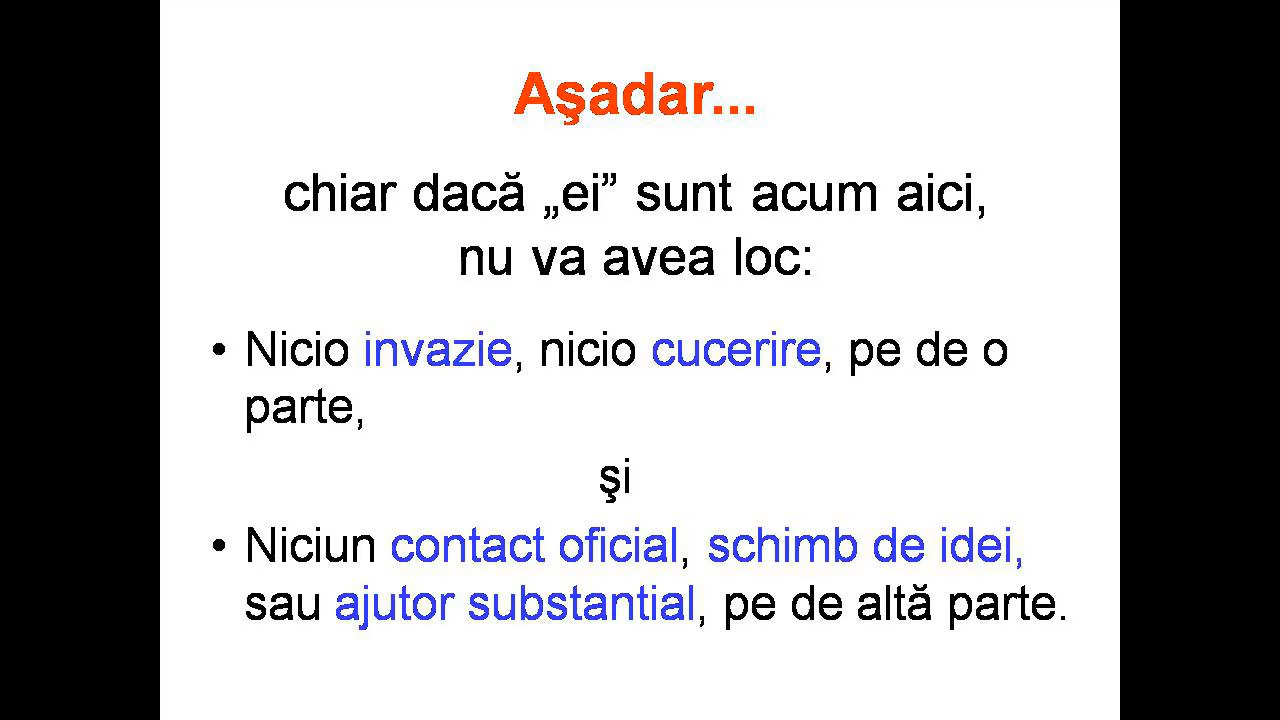 Aşadar...
chiar dacă „ei” sunt acum aici,
nu va avea loc:
• Nicio invazie, nicio cucerire, pe de o
parte,
şi
• Niciun contact oficial, schimb de idei,
sau ajutor substantial, pe de altă parte.